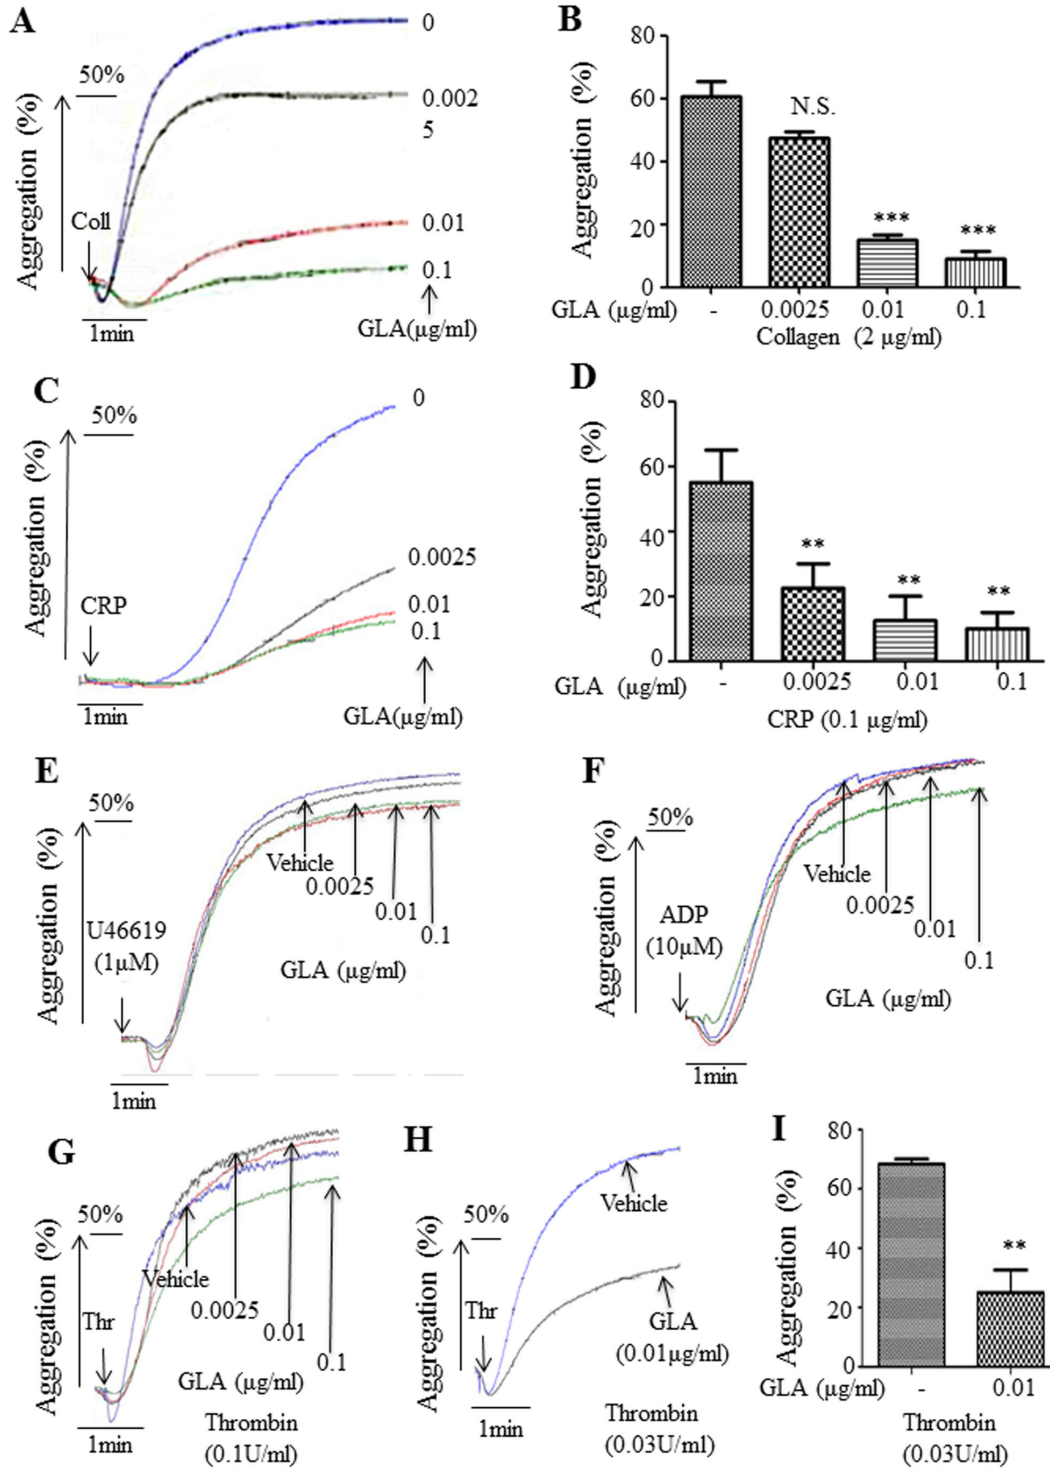 A
Aggregation (%)
50%
Coll
1min
0
0.002
5
0.01
0.1
GLA(µg/ml)
B
Aggregation (%)
80
60
40
20
0
N.S.
***
***
GLA (µg/ml)
- 0.0025 0.01 0.1
Collagen (2 µg/ml)
C
Aggregation (%)
50%
CRP
1min
0
0.0025
0.01
0.1
GLA(µg/ml)
D
Aggregation (%)
80
60
40
20
0
**
**
**
GLA (µg/ml)
- 0.0025 0.01 0.1
CRP (0.1 µg/ml)
E
Aggregation (%)
50%
U46619
(1µM)
1min
Vehicle
0.0025
0.01
0.1
GLA (µg/ml)
F
Aggregation (%)
50%
ADP
(10µM)
1min
Vehicle
0.0025
0.01
0.1
GLA (µg/ml)
G
Aggregation (%)
50%
Thr
1min
Vehicle
0.0025
0.01
0.1
GLA (µg/ml)
Thrombin
(0.1U/ml)
H
Aggregation (%)
50%
Thr
1min
Vehicle
GLA
(0.01µg/ml)
Thrombin
(0.03U/ml)
I
Aggregation (%)
80
60
40
20
0
**
GLA (µg/ml)
- 0.01
Thrombin
(0.03U/ml)